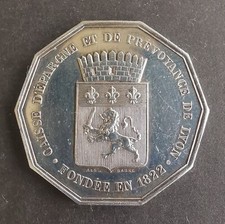 CAISSE D'EPARGNE ET DE PREVOYANCE DE LYON
• FONDÉE EN 1822 •